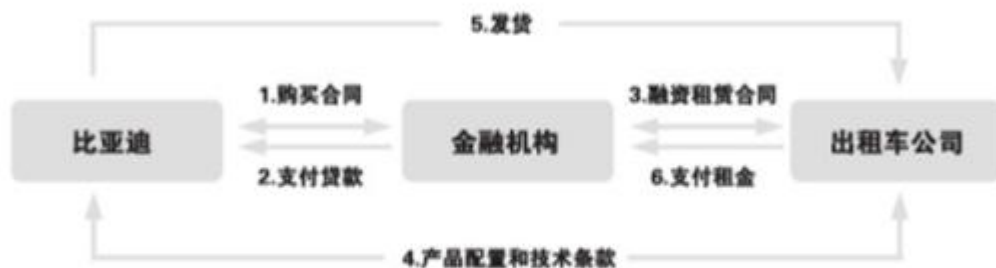 5.发货
1.购买合同
3.融资租赁合同
比亚迪
金融机构
出租车公司
2.支付贷款
6.支付租金
4.产品配置和技术条款